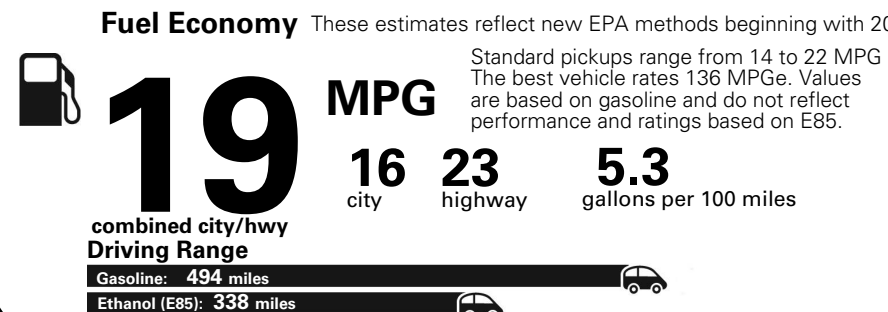 Fuel Economy These estimates reflect new EPA methods beginning with 20
Standard pickups range from 14 to 22 MPG
The best vehicle rates 136 MPGe. Values
are based on gasoline and do not reflect
performance and ratings based on E85.
19 MPG
16 city
23 highway
5.3 gallons per 100 miles
combined city/hwy
Driving Range
Gasoline: 494 miles
Ethanol (E85): 338 miles